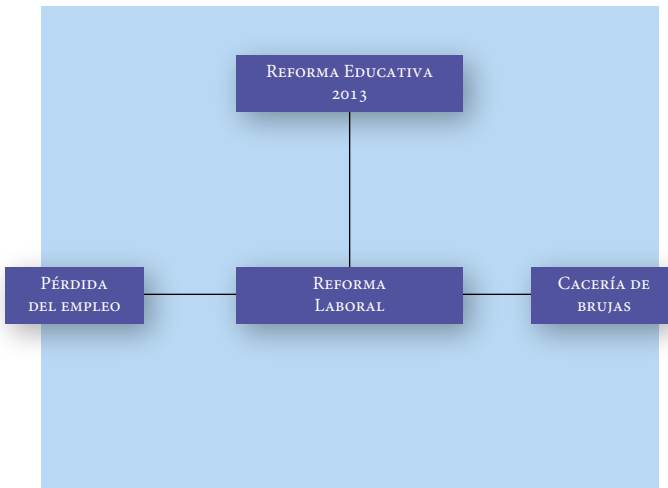 Reforma Educativa
2013
Pérdida
del empleo
Reforma
Laboral
Cacería de
brujas